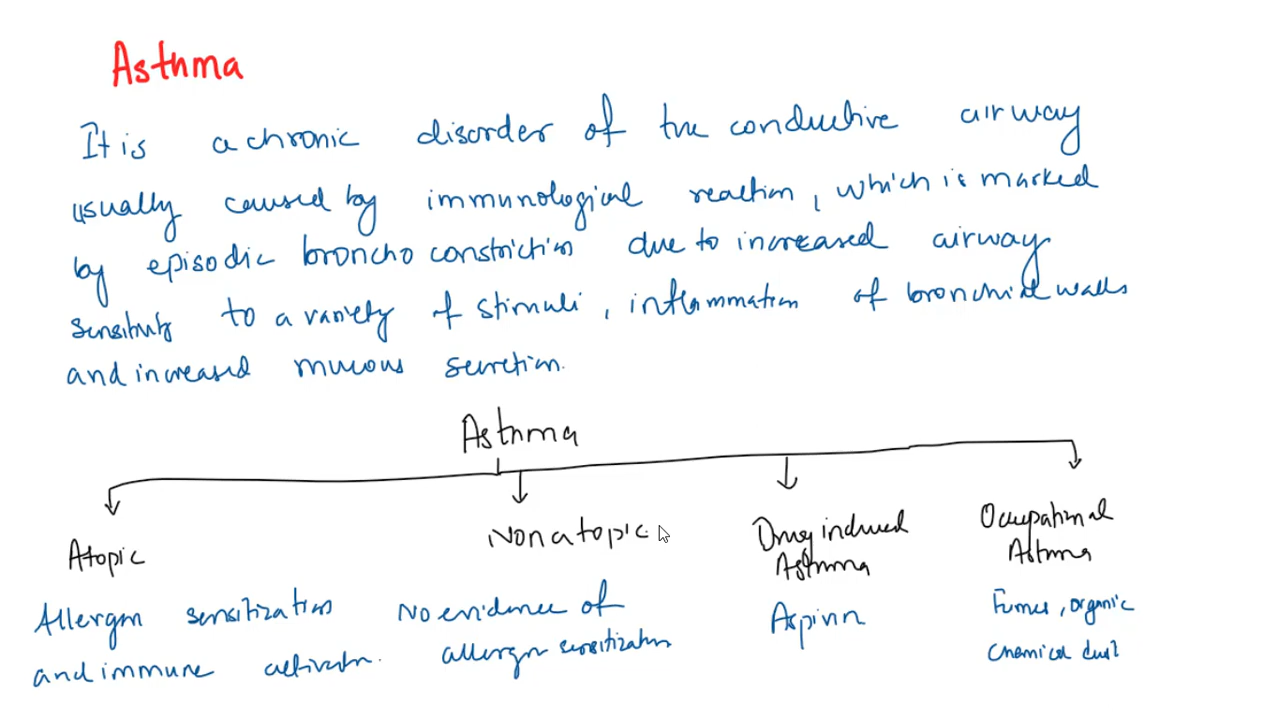 Asthma
It is a chronic disorder of the conductive airway
usually caused by immunological reaction, which is marked
by episodic broncho constriction due to increased airway
sensitivity to a variety of stimuli, inflammation of bronchial walls
and increased mucous secretion.
Asthma
Atopic Non atopic Drug induced Asthma Occupational Asthma
Allergen sensitization No evidence of Aspirin Fumes, organic
and immune activation. allergen sensitization Chemical dust